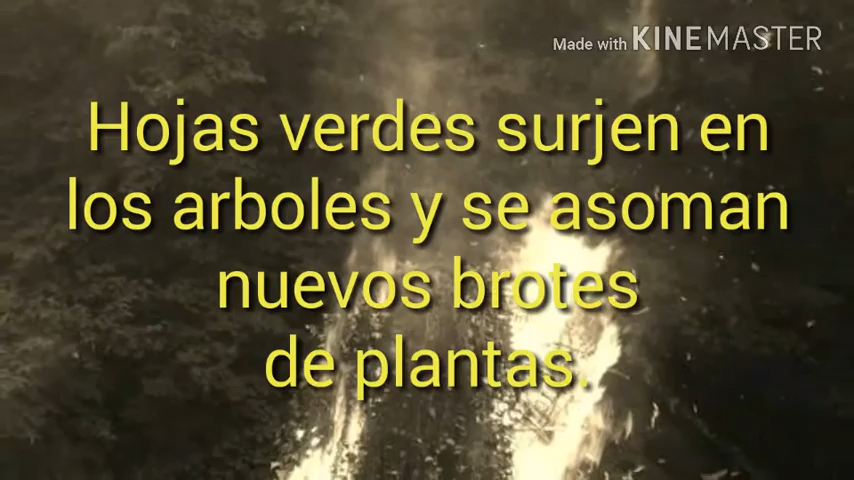 Made with KINEMASTER
Hojas verdes surjen en
los arboles y se asoman
nuevos brotes
de plantas.